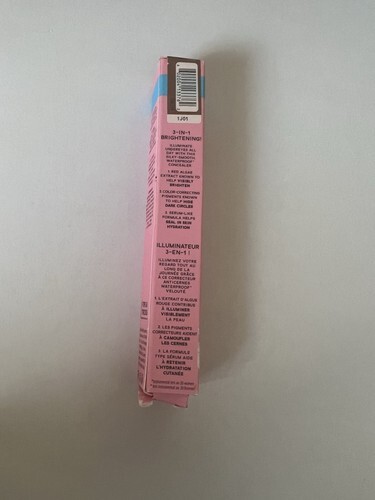 1J01
3-IN-1
BRIGHTENING!
ILLUMINATE
UNDEREYES ALL
DAY WITH THIS
SILKY-SMOOTH
WATERPROOF*
CONCEALER
1. RED ALGAE
EXTRACT KNOWN TO
HELP VISIBLY
BRIGHTEN
2. COLOR-CORRECTING
PIGMENTS KNOWN
TO HELP HIDE
DARK CIRCLES
3. SERUM-LIKE
FORMULA HELPS
SEAL IN SKIN
HYDRATION
ILLUMINATEUR
3-EN-1 !
ILLUMINEZ VOTRE
REGARD TOUT AU
LONG DE LA
JOURNÉE GRÂCE
À CE CORRECTEUR
ANTICERNES
WATERPROOF*
VELOUTÉ
1. L'EXTRAIT D'ALGUE
ROUGE CONTRIBUE
À ILLUMINER
VISIBLEMENT
LA PEAU
2. LES PIGMENTS
CORRECTEURS AIDENT
À CAMOUFLER
LES CERNES
3. LA FORMULE
TYPE SÉRUM AIDE
À RETENIR
L'HYDRATATION
CUTANÉE